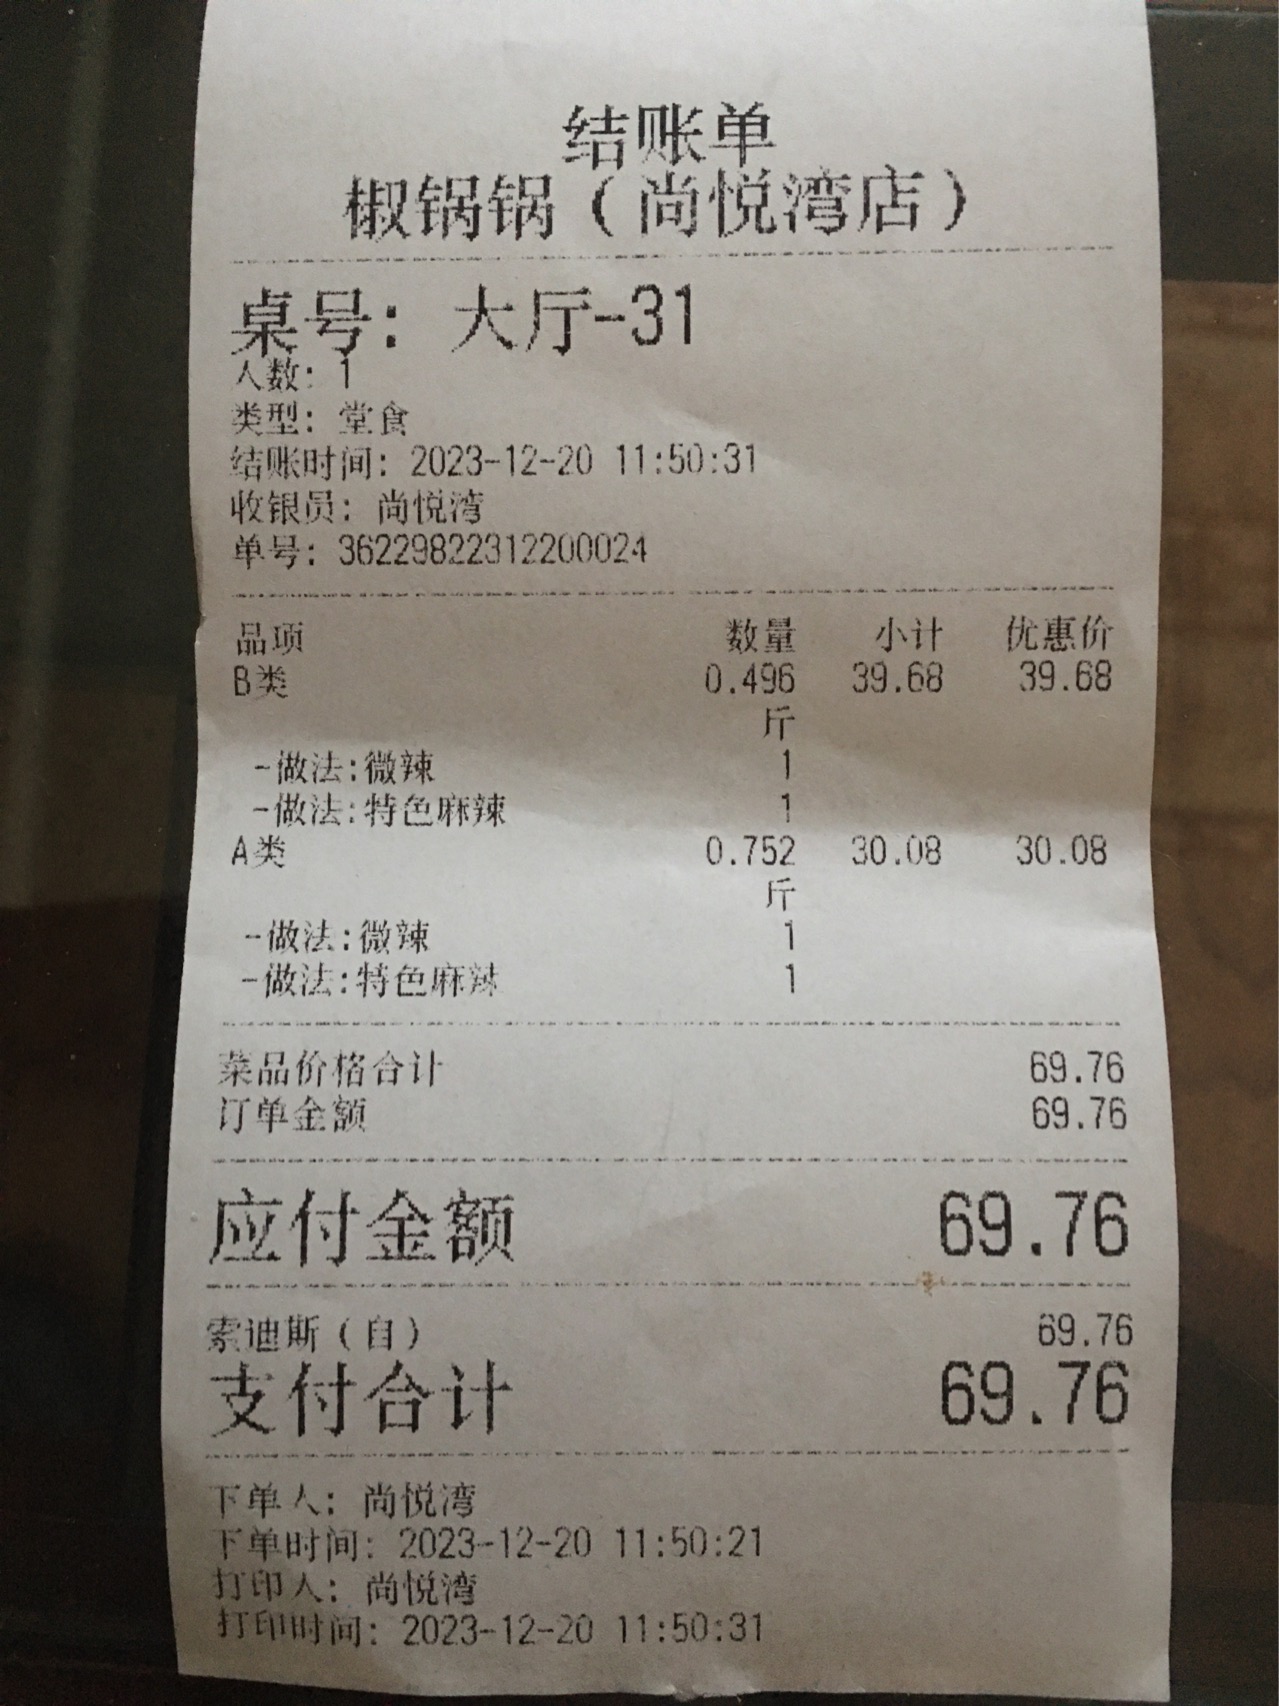 结账单
椒锅锅（尚悦湾店）
桌号：大厅-31
人数：1
类型：堂食
结账时间：2023-12-20 11:50:31
收银员：尚悦湾
单号：36229822312200024
品项 数量 小计 优惠价
B类 0.496 39.68 39.68
斤
-做法:微辣 1
-做法:特色麻辣 1
A类 0.752 30.08 30.08
斤
-做法:微辣 1
-做法:特色麻辣 1
菜品价格合计 69.76
订单金额 69.76
应付金额 69.76
索迪斯（自） 69.76
支付合计 69.76
下单人：尚悦湾
下单时间：2023-12-20 11:50:21
打印人：尚悦湾
打印时间：2023-12-20 11:50:31